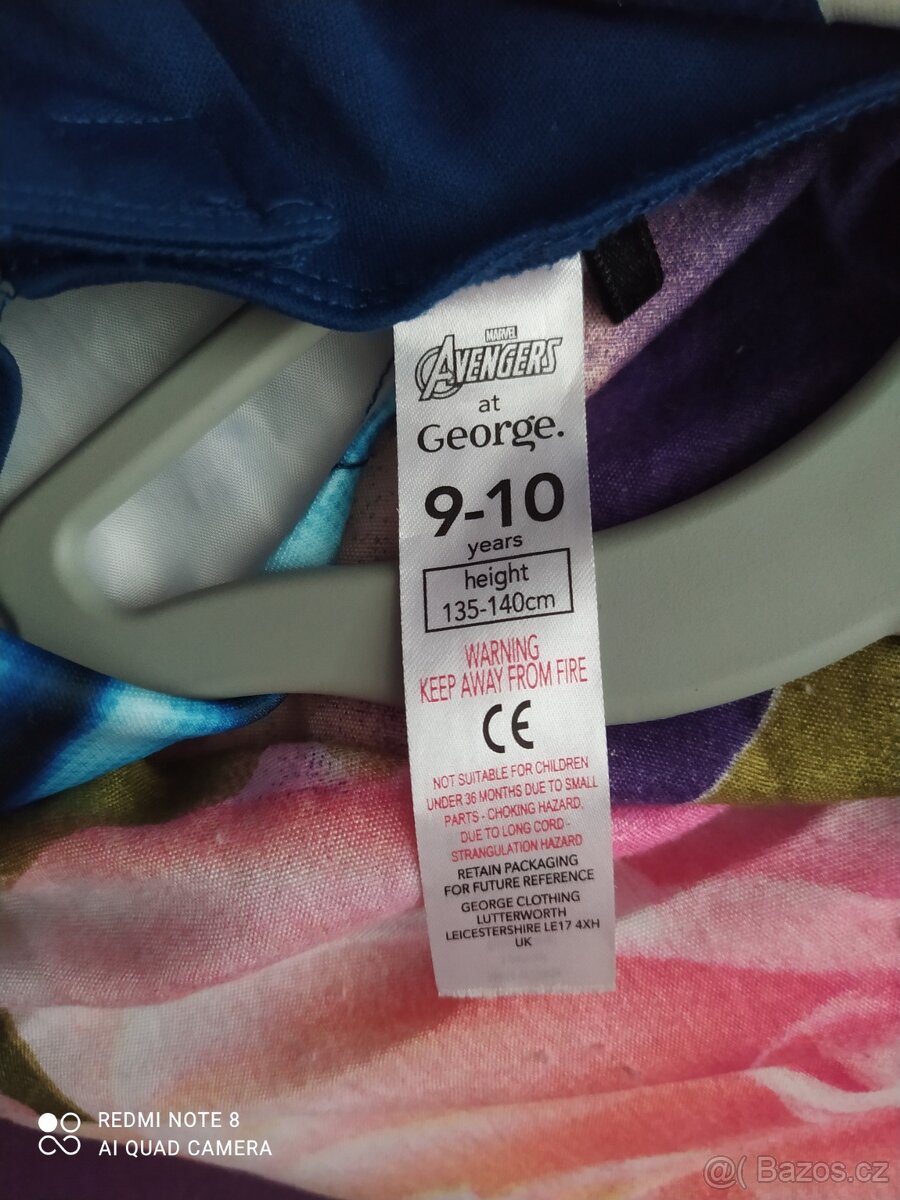 MARVEL
AVENGERS
at
George.
9-10
years
height
135-140cm
WARNING
KEEP AWAY FROM FIRE
CE
NOT SUITABLE FOR CHILDREN
UNDER 36 MONTHS DUE TO SMALL
PARTS - CHOKING HAZARD.
DUE TO LONG CORD -
STRANGULATION HAZARD
RETAIN PACKAGING
FOR FUTURE REFERENCE
GEORGE CLOTHING
LUTTERWORTH
LEICESTERSHIRE LE17 4XH
UK
REDMI NOTE 8
AI QUAD CAMERA
@( Bazos.cz